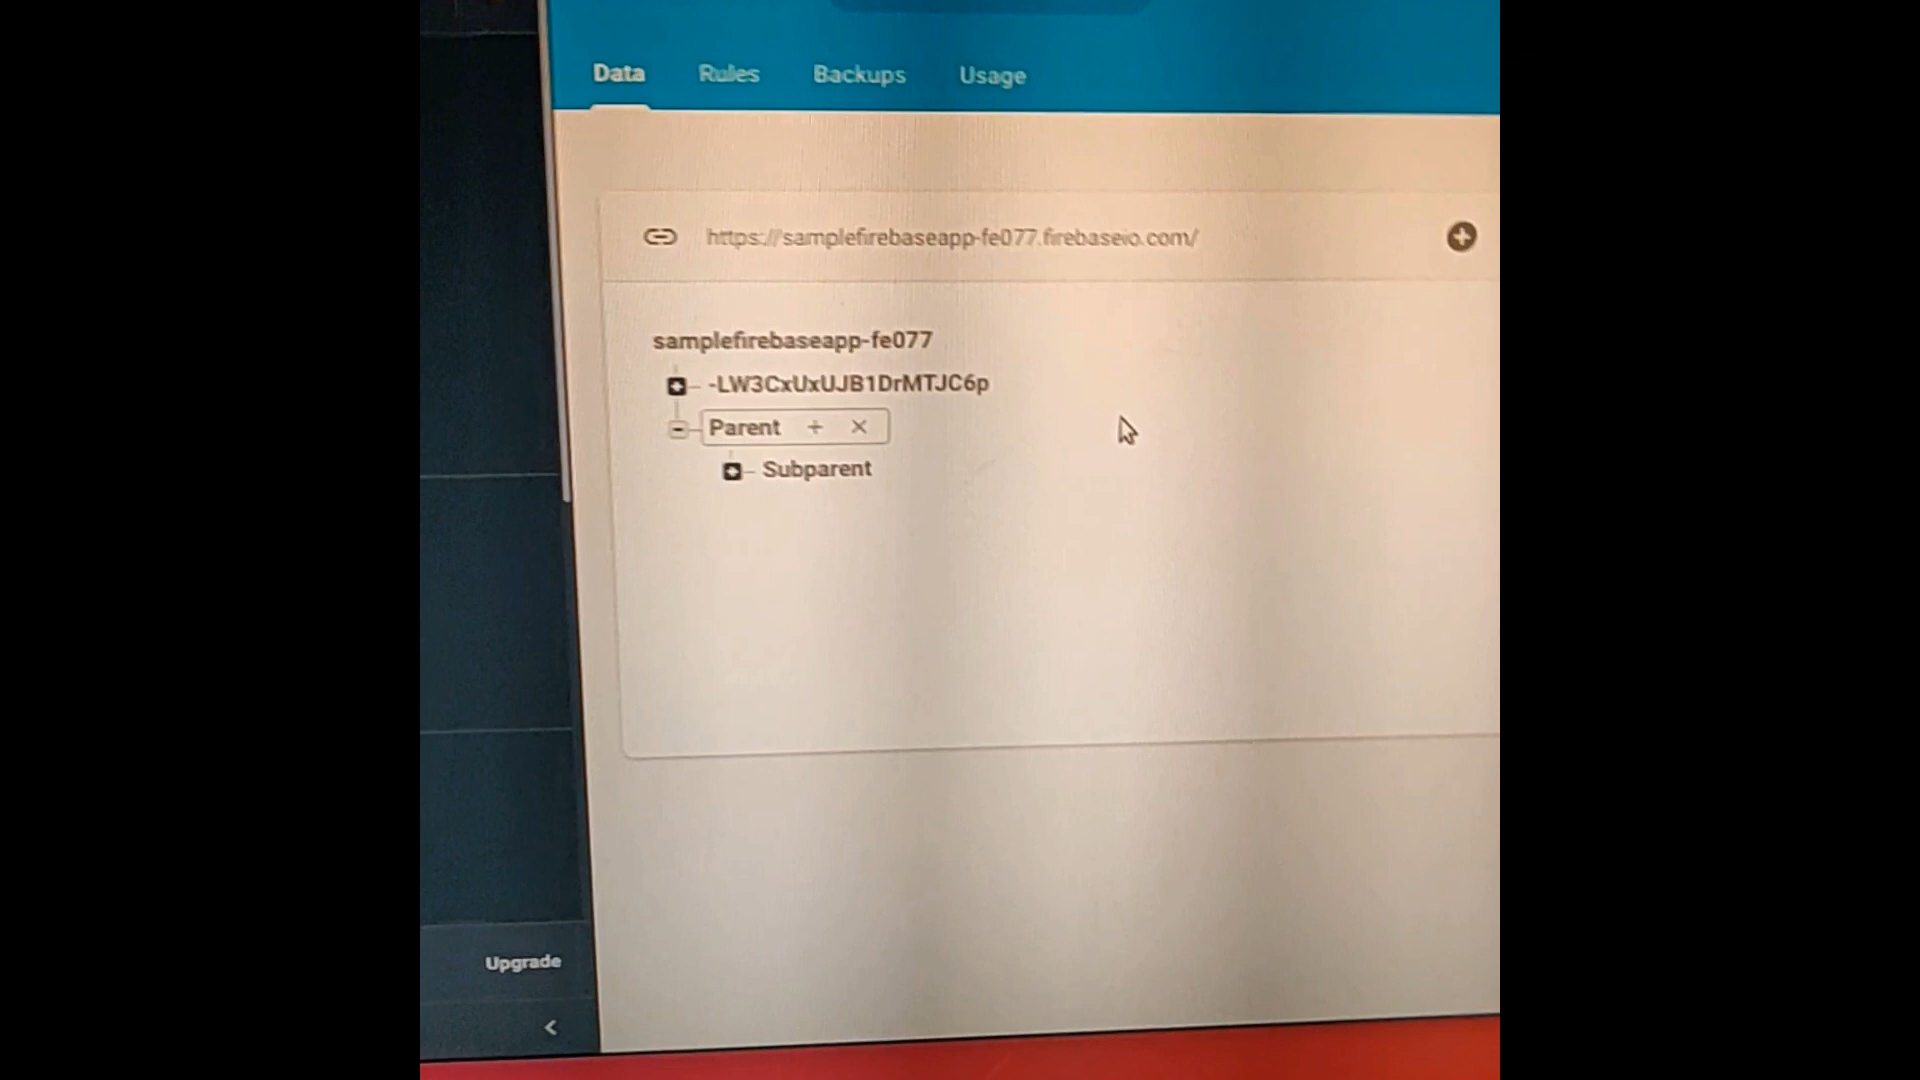 Data Rules Backups Usage
https://samplefirebaseapp-fe077.firebaseio.com/
samplefirebaseapp-fe077
-LW3CxUxUJB1DrMTJC6p
Parent + ×
Subparent
Upgrade